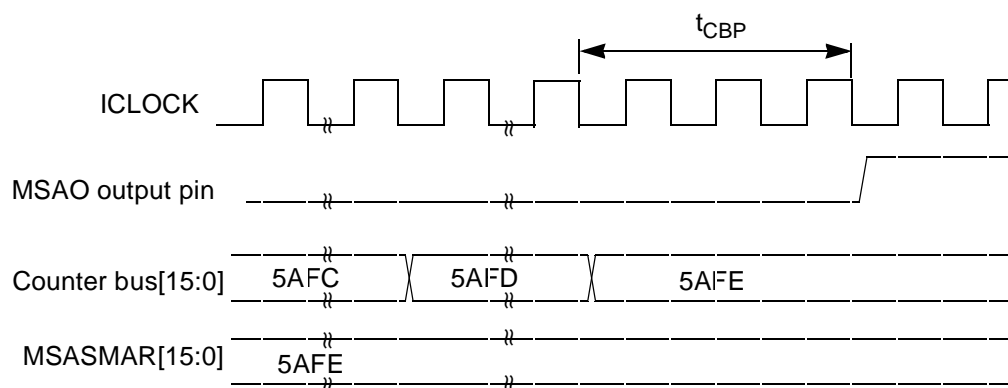 tCBP
ICLOCK
MSAO output pin
Counter bus[15:0]
5AFC
5AFD
5AFE
MSASMAR[15:0]
5AFE